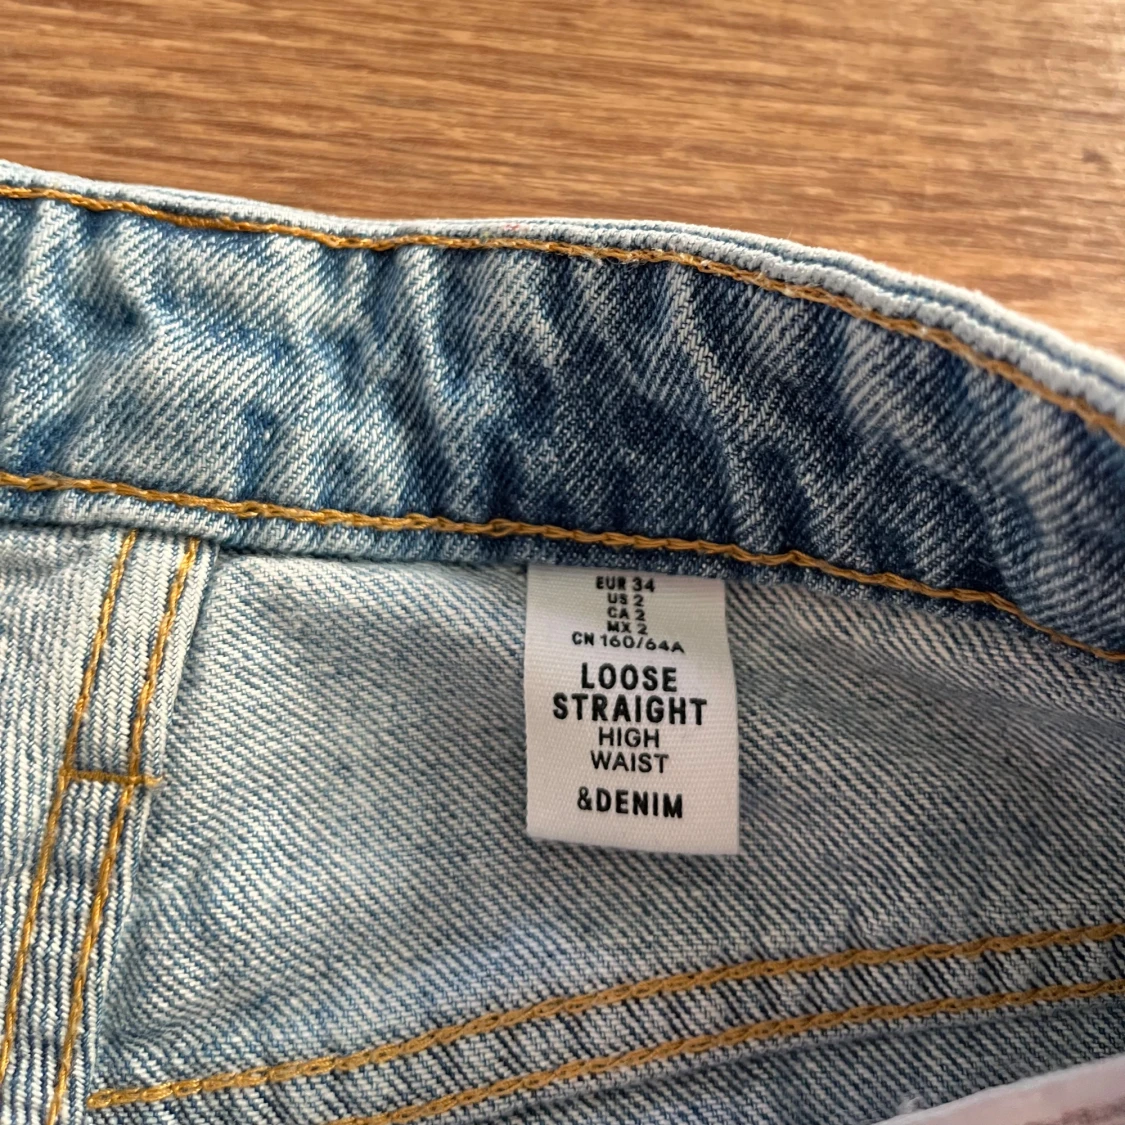 EUR 34
US 2
CA 2
MX 2
CN 160/64A
LOOSE
STRAIGHT
HIGH
WAIST
&DENIM